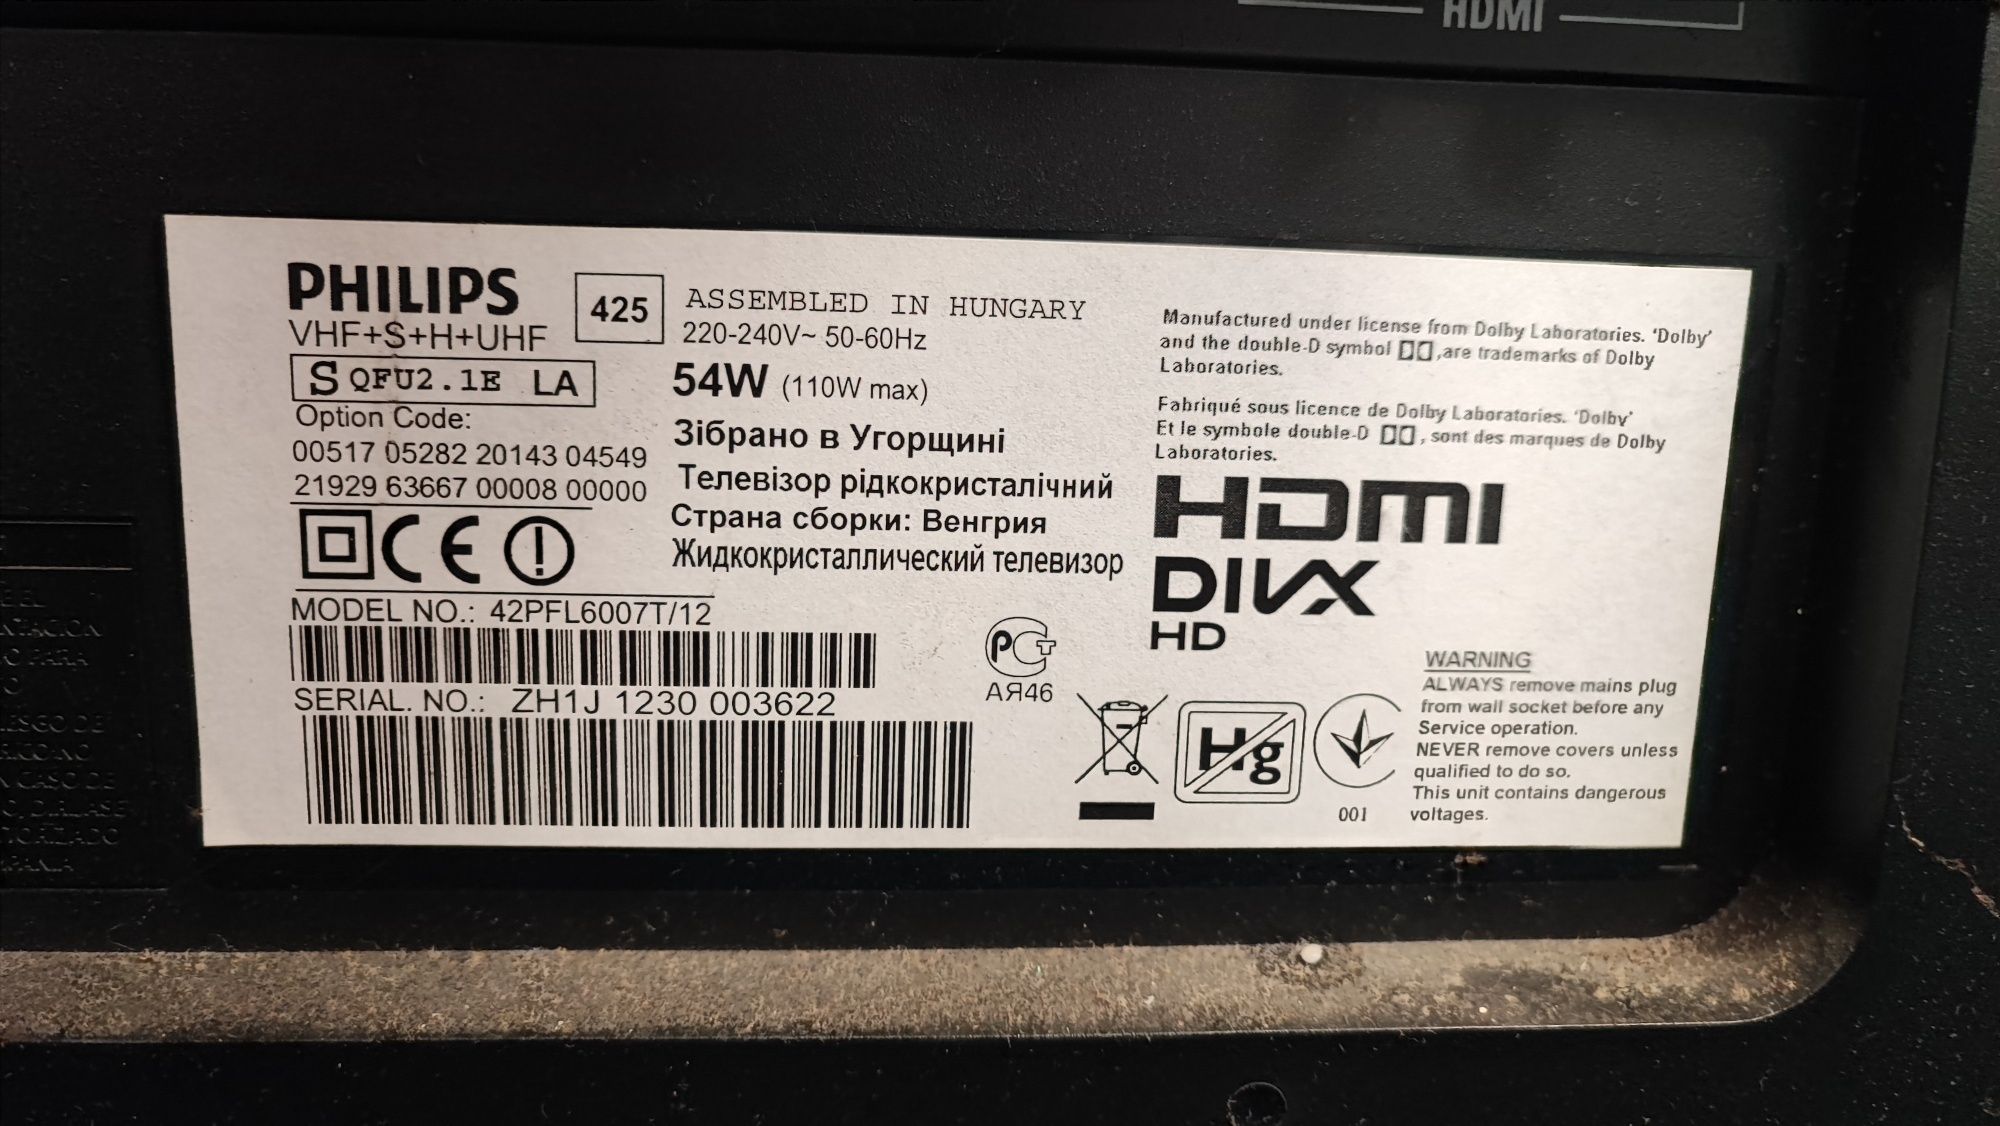 HDMI
PHILIPS
VHF+S+H+UHF
425
S QFU2.1E LA
Option Code:
00517 05282 20143 04549
21929 63667 00008 00000
CE
MODEL NO.: 42PFL6007T/12
SERIAL. NO.: ZH1J 1230 003622
ASSEMBLED IN HUNGARY
220-240V~ 50-60Hz
54W (110W max)
Зібрано в Угорщині
Телевізор рідкокристалічний
Страна сборки: Венгрия
Жидкокристаллический телевизор
РСТ
АЯ46
Manufactured under license from Dolby Laboratories. 'Dolby'
and the double-D symbol ,are trademarks of Dolby
Laboratories.
Fabriqué sous licence de Dolby Laboratories. 'Dolby'
Et le symbole double-D , sont des marques de Dolby
Laboratories.
HDMI
DIVX
HD
Hg
001
WARNING
ALWAYS remove mains plug
from wall socket before any
Service operation.
NEVER remove covers unless
qualified to do so.
This unit contains dangerous
voltages.